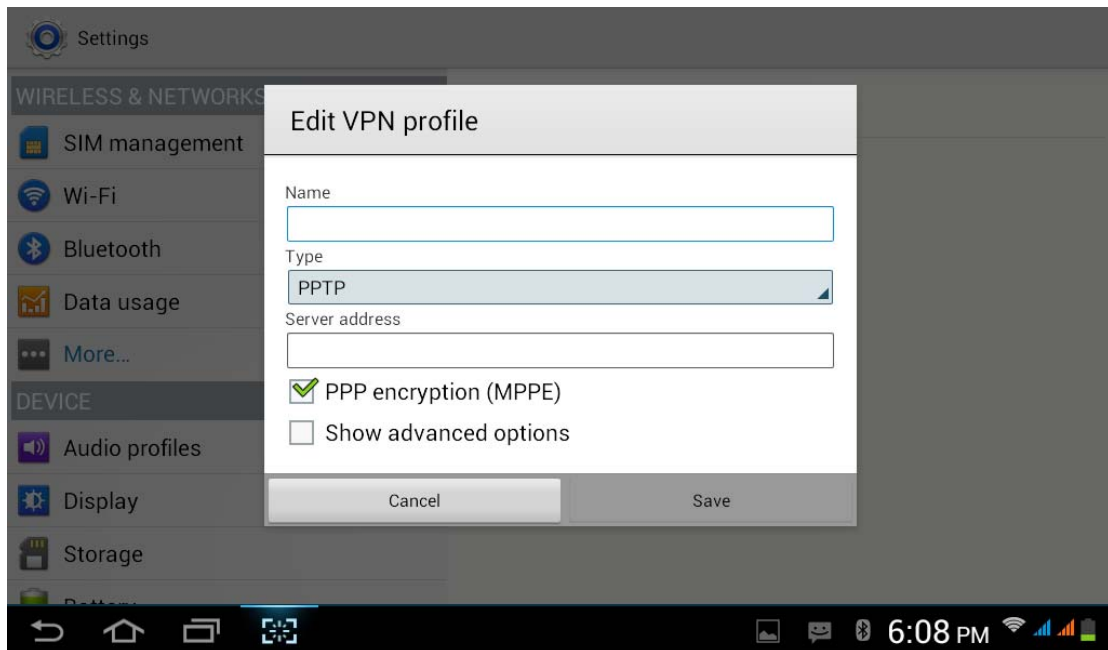 Settings
WIRELESS & NETWORKS
SIM management
Wi-Fi
Bluetooth
Data usage
More...
DEVICE
Audio profiles
Display
Storage
Edit VPN profile
Name
Type
PPTP
Server address
PPP encryption (MPPE)
Show advanced options
Cancel
Save
6:08 PM